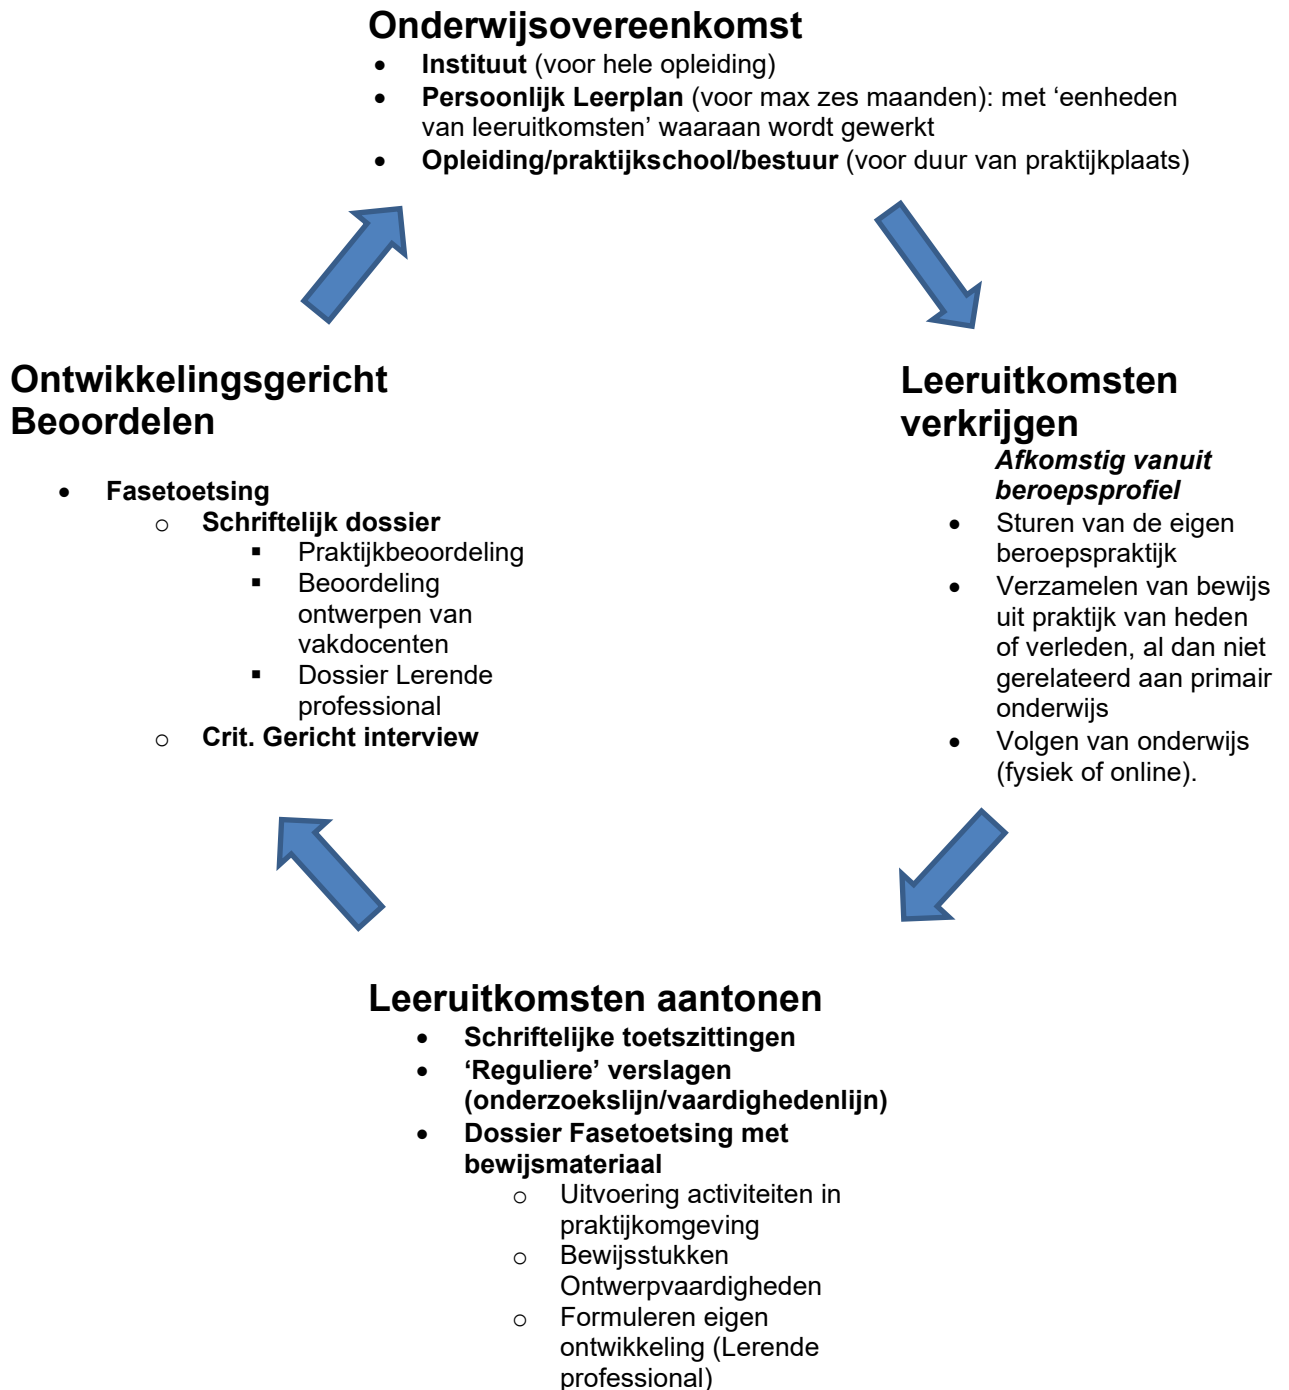 Onderwijsovereenkomst
• Instituut (voor hele opleiding)
• Persoonlijk Leerplan (voor max zes maanden): met ‘eenheden
van leeruitkomsten’ waaraan wordt gewerkt
• Opleiding/praktijkschool/bestuur (voor duur van praktijkplaats)
Leeruitkomsten
verkrijgen
Afkomstig vanuit
beroepsprofiel
• Sturen van de eigen
beroepspraktijk
• Verzamelen van bewijs
uit praktijk van heden
of verleden, al dan niet
gerelateerd aan primair
onderwijs
• Volgen van onderwijs
(fysiek of online).
Leeruitkomsten aantonen
• Schriftelijke toetszittingen
• ‘Reguliere’ verslagen
(onderzoekslijn/vaardighedenlijn)
• Dossier Fasetoetsing met
bewijsmateriaal
o Uitvoering activiteiten in
praktijkomgeving
o Bewijsstukken
Ontwerpvaardigheden
o Formuleren eigen
ontwikkeling (Lerende
professional)
Ontwikkelingsgericht
Beoordelen
• Fasetoetsing
o Schriftelijk dossier
▪ Praktijkbeoordeling
▪ Beoordeling
ontwerpen van
vakdocenten
▪ Dossier Lerende
professional
o Crit. Gericht interview